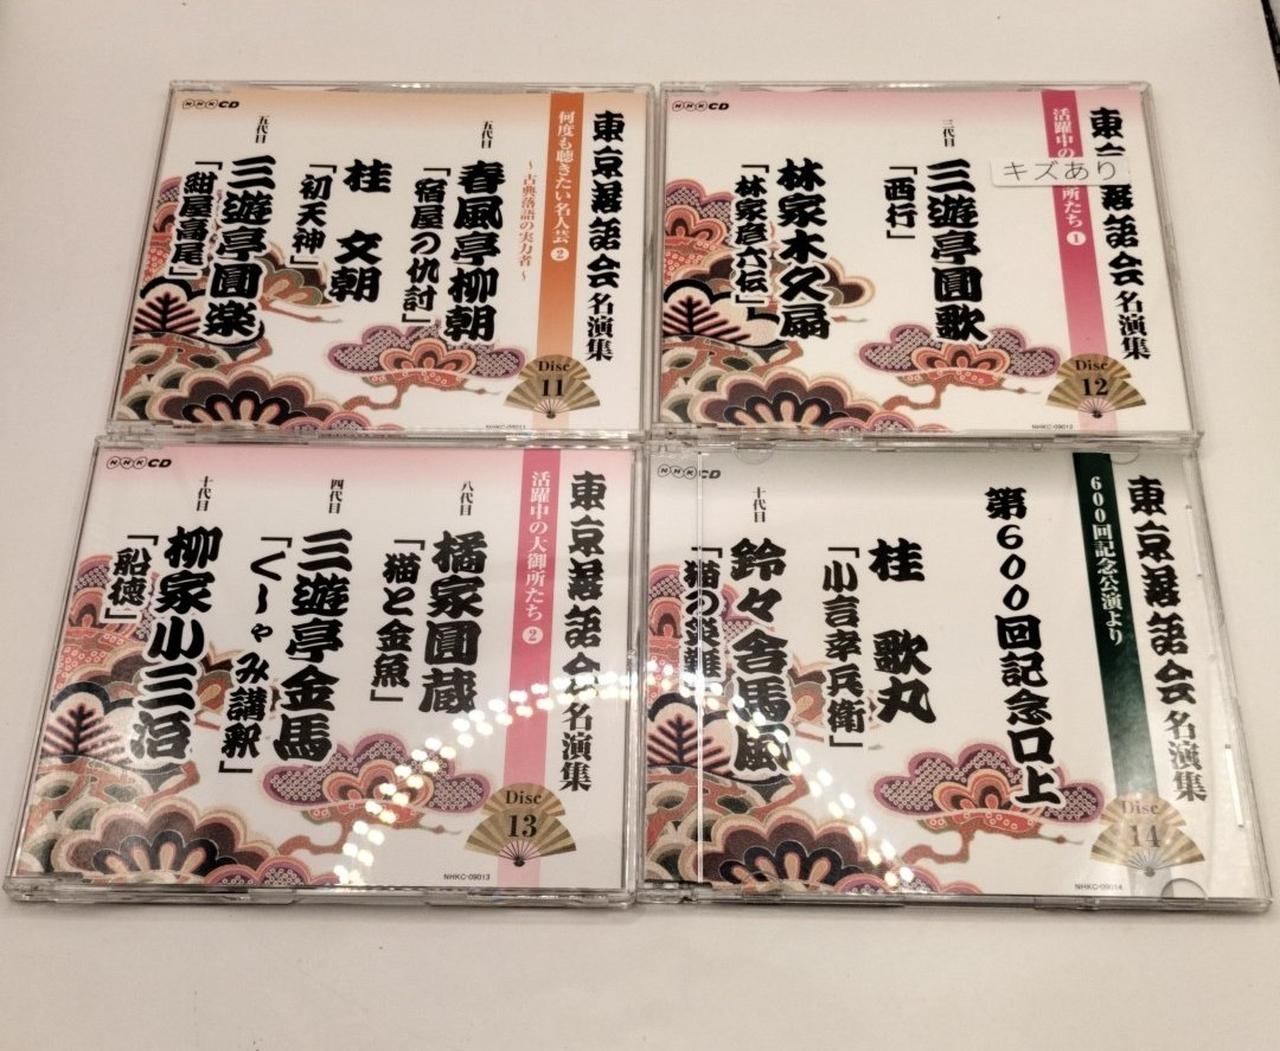 NHK CD
東京落語会 名演集
何度も聴きたい名人芸 2
~古典落語の実力者~
五代目
春風亭柳朝
「宿屋の仇討」
桂 文朝
「初天神」
五代目
三遊亭圓楽
「紺屋高尾」
Disc
11
NHKC-09011
NHK CD
東京落語会 名演集
キズあり
活躍中の 所たち 1
三代目
三遊亭圓歌
「西行」
林家木久扇
「林家彦六伝」
Disc
12
NHKC-09012
NHK CD
東京落語会 名演集
活躍中の大御所たち 2
八代目
橘家圓蔵
「猫と金魚」
四代目
三遊亭金馬
「くしゃみ講釈」
十代目
柳家小三治
「船徳」
Disc
13
NHKC-09013
NHK CD
東京落語会 名演集
600回記念公演より
第600回記念口上
桂 歌丸
「小言幸兵衛」
十代目
鈴々舎馬風
「猫の災難
Disc
14
NHKC-09014